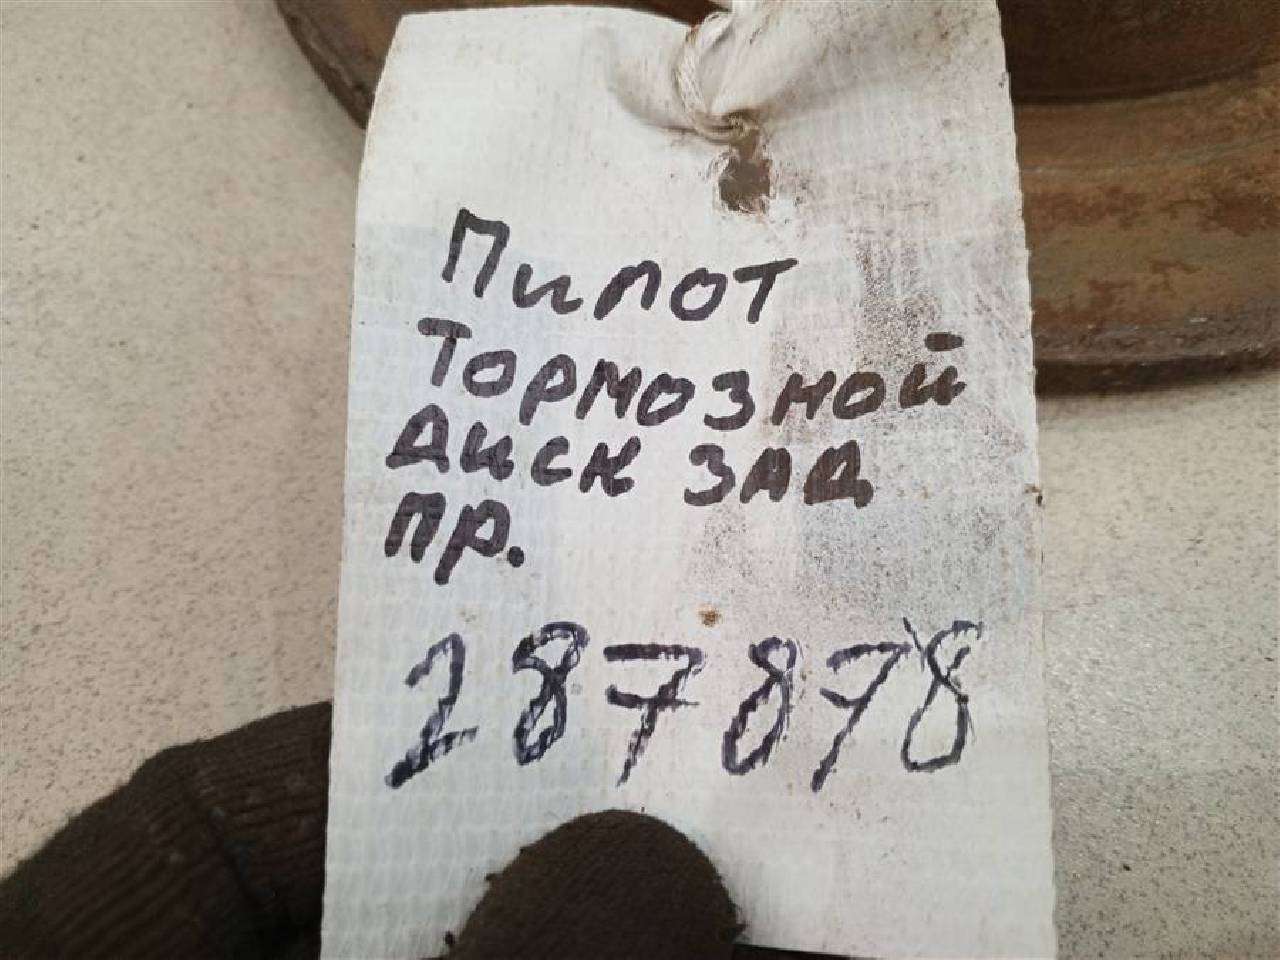 Пилот
Тормозной
диск зад
пр.
287878